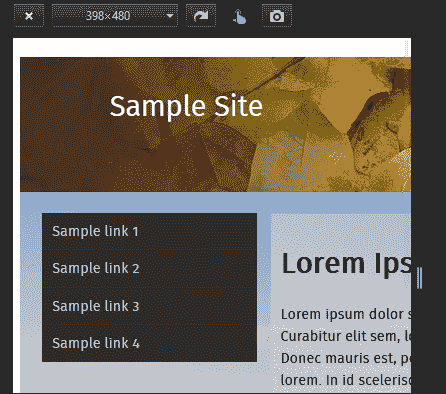 398×480
Sample Site
Sample link 1
Sample link 2
Sample link 3
Sample link 4
Lorem Ips
Lorem ipsum dolor s
Curabitur elit sem, l
Donec mauris est, p
lorem. In id sceleris